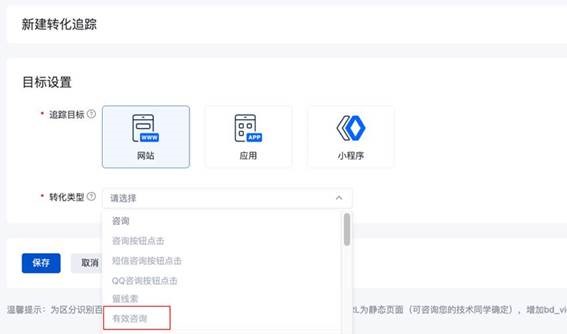 新建转化追踪
目标设置
* 追踪目标 ?
WWW
APP
网站
应用
小程序
* 转化类型 ?
请选择
咨询
咨询按钮点击
短信咨询按钮点击
QQ咨询按钮点击
留线索
有效咨询
保存
取消
温馨提示：为区分识别百
L为静态页面（可咨询您的技术同学确定），增加bd_vi